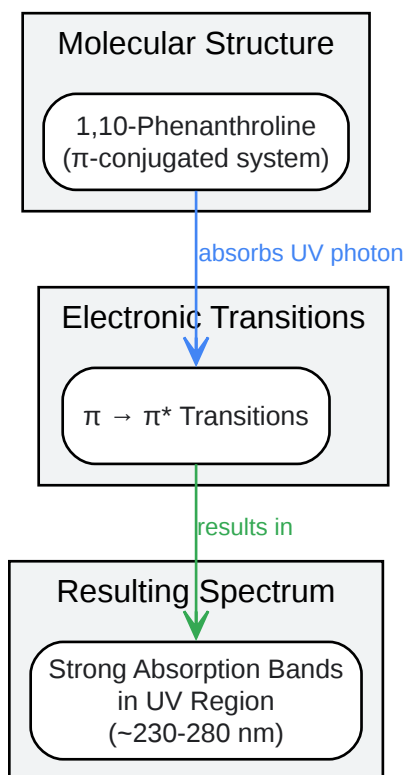 Molecular Structure
1,10-Phenanthroline
(π-conjugated system)
absorbs UV photon
Electronic Transitions
π → π* Transitions
results in
Resulting Spectrum
Strong Absorption Bands
in UV Region
(~230-280 nm)